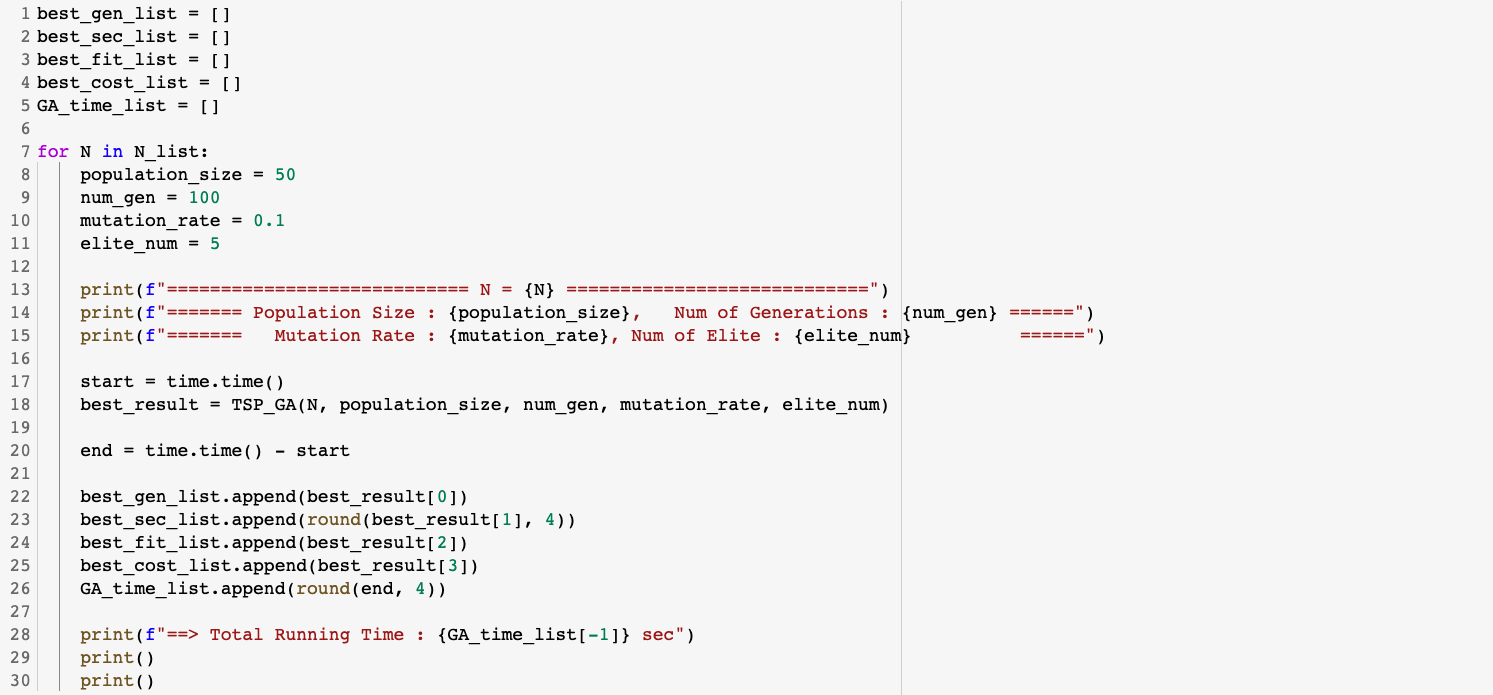 1 best_gen_list = []
2 best_sec_list = []
3 best_fit_list = []
4 best_cost_list = []
5 GA_time_list = []
6
7 for N in N_list:
8     population_size = 50
9     num_gen = 100
10     mutation_rate = 0.1
11     elite_num = 5
12
13     print(f"============================ N = {N} ============================")
14     print(f"======= Population Size : {population_size},   Num of Generations : {num_gen} ======")
15     print(f"=======   Mutation Rate : {mutation_rate}, Num of Elite : {elite_num}          ======")
16
17     start = time.time()
18     best_result = TSP_GA(N, population_size, num_gen, mutation_rate, elite_num)
19
20     end = time.time() - start
21
22     best_gen_list.append(best_result[0])
23     best_sec_list.append(round(best_result[1], 4))
24     best_fit_list.append(best_result[2])
25     best_cost_list.append(best_result[3])
26     GA_time_list.append(round(end, 4))
27
28     print(f"==> Total Running Time : {GA_time_list[-1]} sec")
29     print()
30     print()